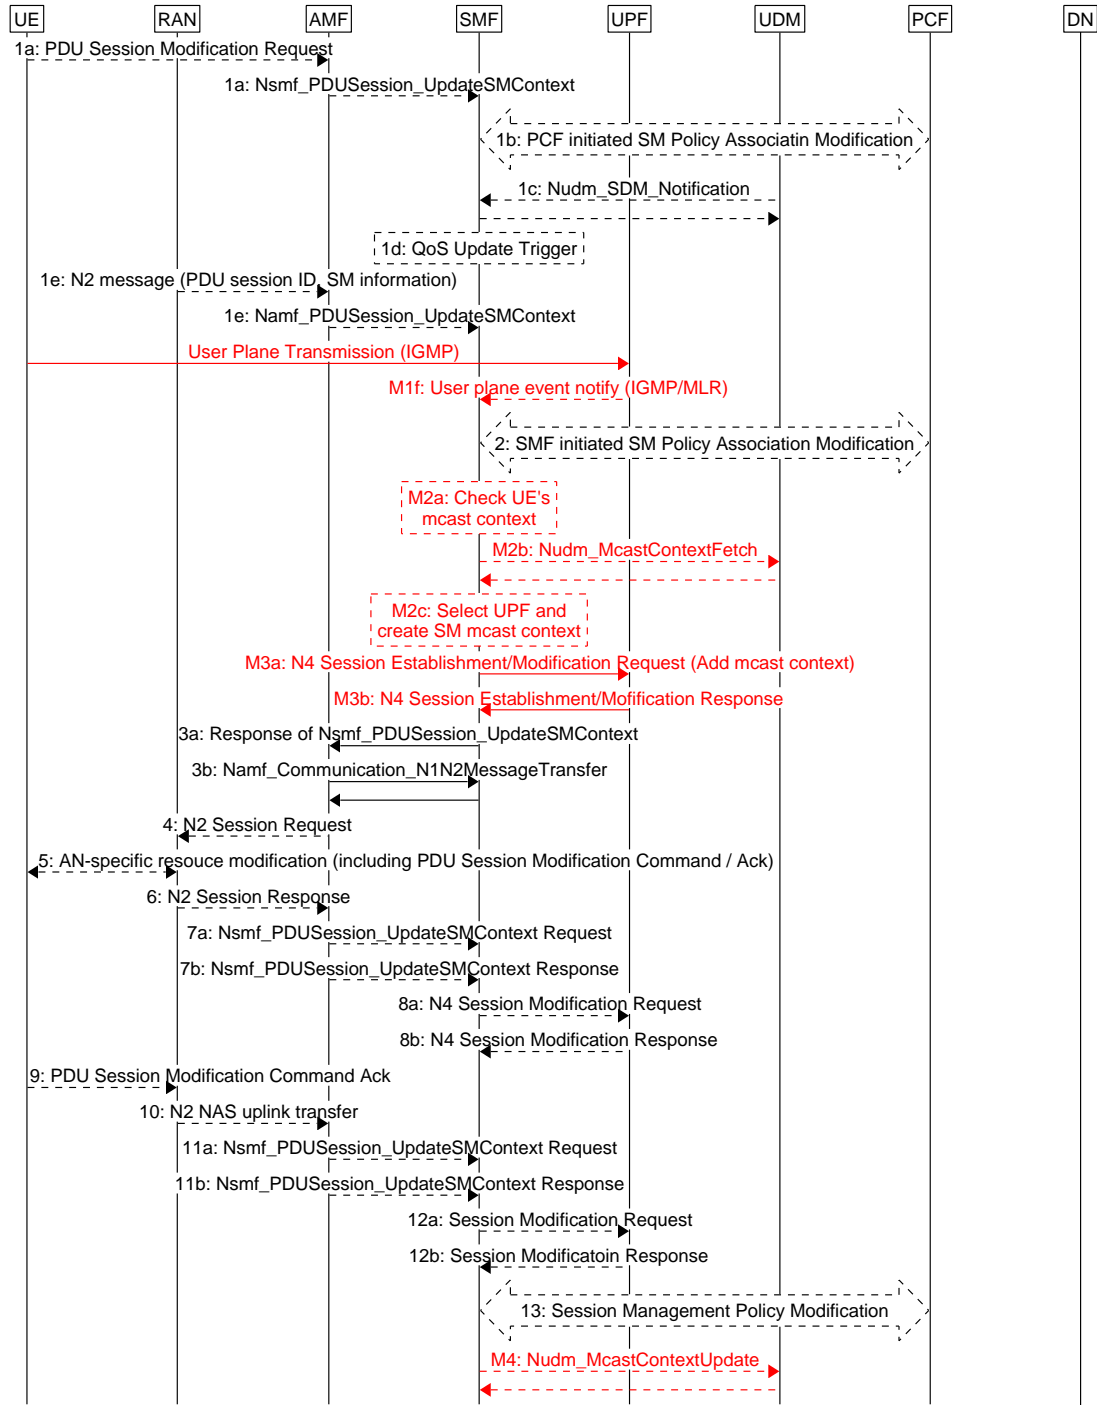 UE RAN AMF SMF UPF UDM PCF DN
1a: PDU Session Modification Request
1a: Nsmf_PDUSession_UpdateSMContext
1b: PCF initiated SM Policy Associatin Modification
1c: Nudm_SDM_Notification
1d: QoS Update Trigger
1e: N2 message (PDU session ID, SM information)
1e: Namf_PDUSession_UpdateSMContext
User Plane Transmission (IGMP)
M1f: User plane event notify (IGMP/MLR)
2: SMF initiated SM Policy Association Modification
M2a: Check UE's
mcast context
M2b: Nudm_McastContextFetch
M2c: Select UPF and
create SM mcast context
M3a: N4 Session Establishment/Modification Request (Add mcast context)
M3b: N4 Session Establishment/Mofification Response
3a: Response of Nsmf_PDUSession_UpdateSMContext
3b: Namf_Communication_N1N2MessageTransfer
4: N2 Session Request
5: AN-specific resouce modification (including PDU Session Modification Command / Ack)
6: N2 Session Response
7a: Nsmf_PDUSession_UpdateSMContext Request
7b: Nsmf_PDUSession_UpdateSMContext Response
8a: N4 Session Modification Request
8b: N4 Session Modification Response
9: PDU Session Modification Command Ack
10: N2 NAS uplink transfer
11a: Nsmf_PDUSession_UpdateSMContext Request
11b: Nsmf_PDUSession_UpdateSMContext Response
12a: Session Modification Request
12b: Session Modificatoin Response
13: Session Management Policy Modification
M4: Nudm_McastContextUpdate